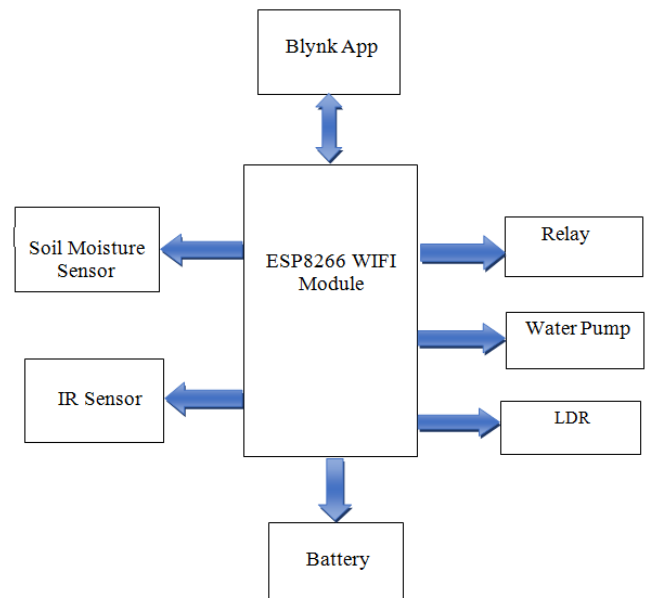 Blynk App
Soil Moisture
Sensor
ESP8266 WIFI
Module
Relay
Water Pump
IR Sensor
LDR
Battery